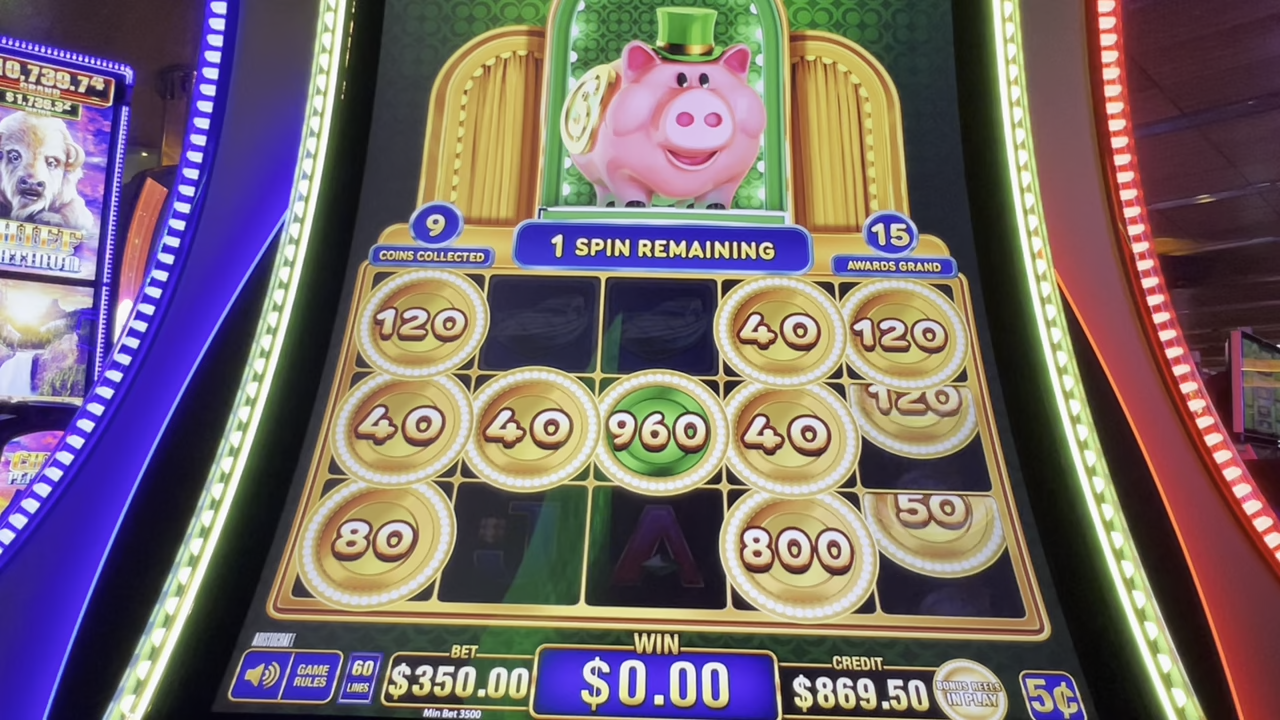 10,739.74
GRAND
$1,736.32
$
9
COINS COLLECTED
1 SPIN REMAINING
15
AWARDS GRAND
120
40
120
40
40
960
40
120
80
800
50
J
A
ARISTOCRAT
GAME RULES
60 LINES
BET
$350.00
Min Bet 3500
WIN
$0.00
CREDIT
$869.50
BONUS REELS IN PLAY
5¢